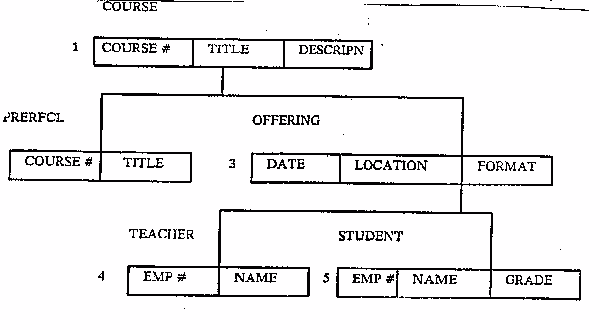 COURSE
1 COURSE # TITLE DESCRIPN
PRERFCL OFFERING
COURSE # TITLE 3 DATE LOCATION FORMAT
TEACHER STUDENT
4 EMP # NAME 5 EMP # NAME GRADE